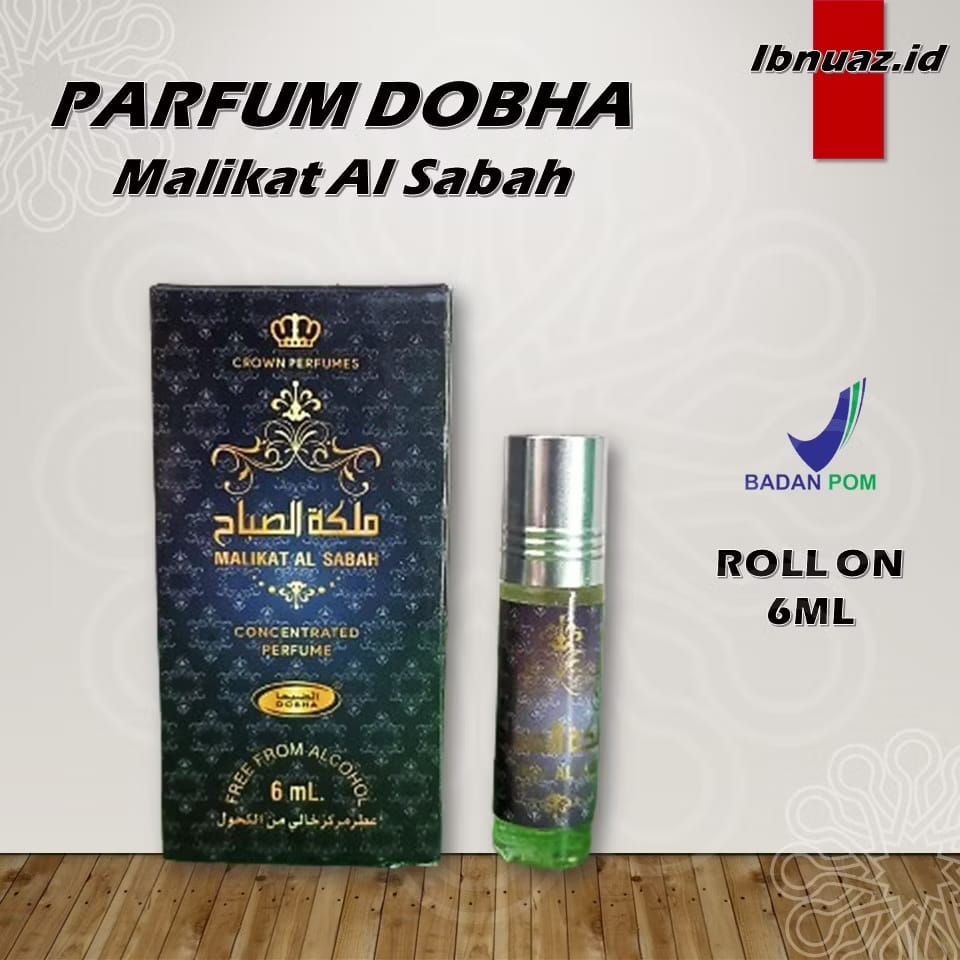 Ibnuaz.id
PARFUM DOBHA
Malikat Al Sabah
CROWN PERFUMES
ملكة الصباح
MALIKAT AL SABAH
CONCENTRATED
PERFUME
الضبحا
DOBHA
FREE FROM ALCOHOL
6 mL.
عطر مركز خالي من الكحول
BADAN POM
ROLL ON
6ML